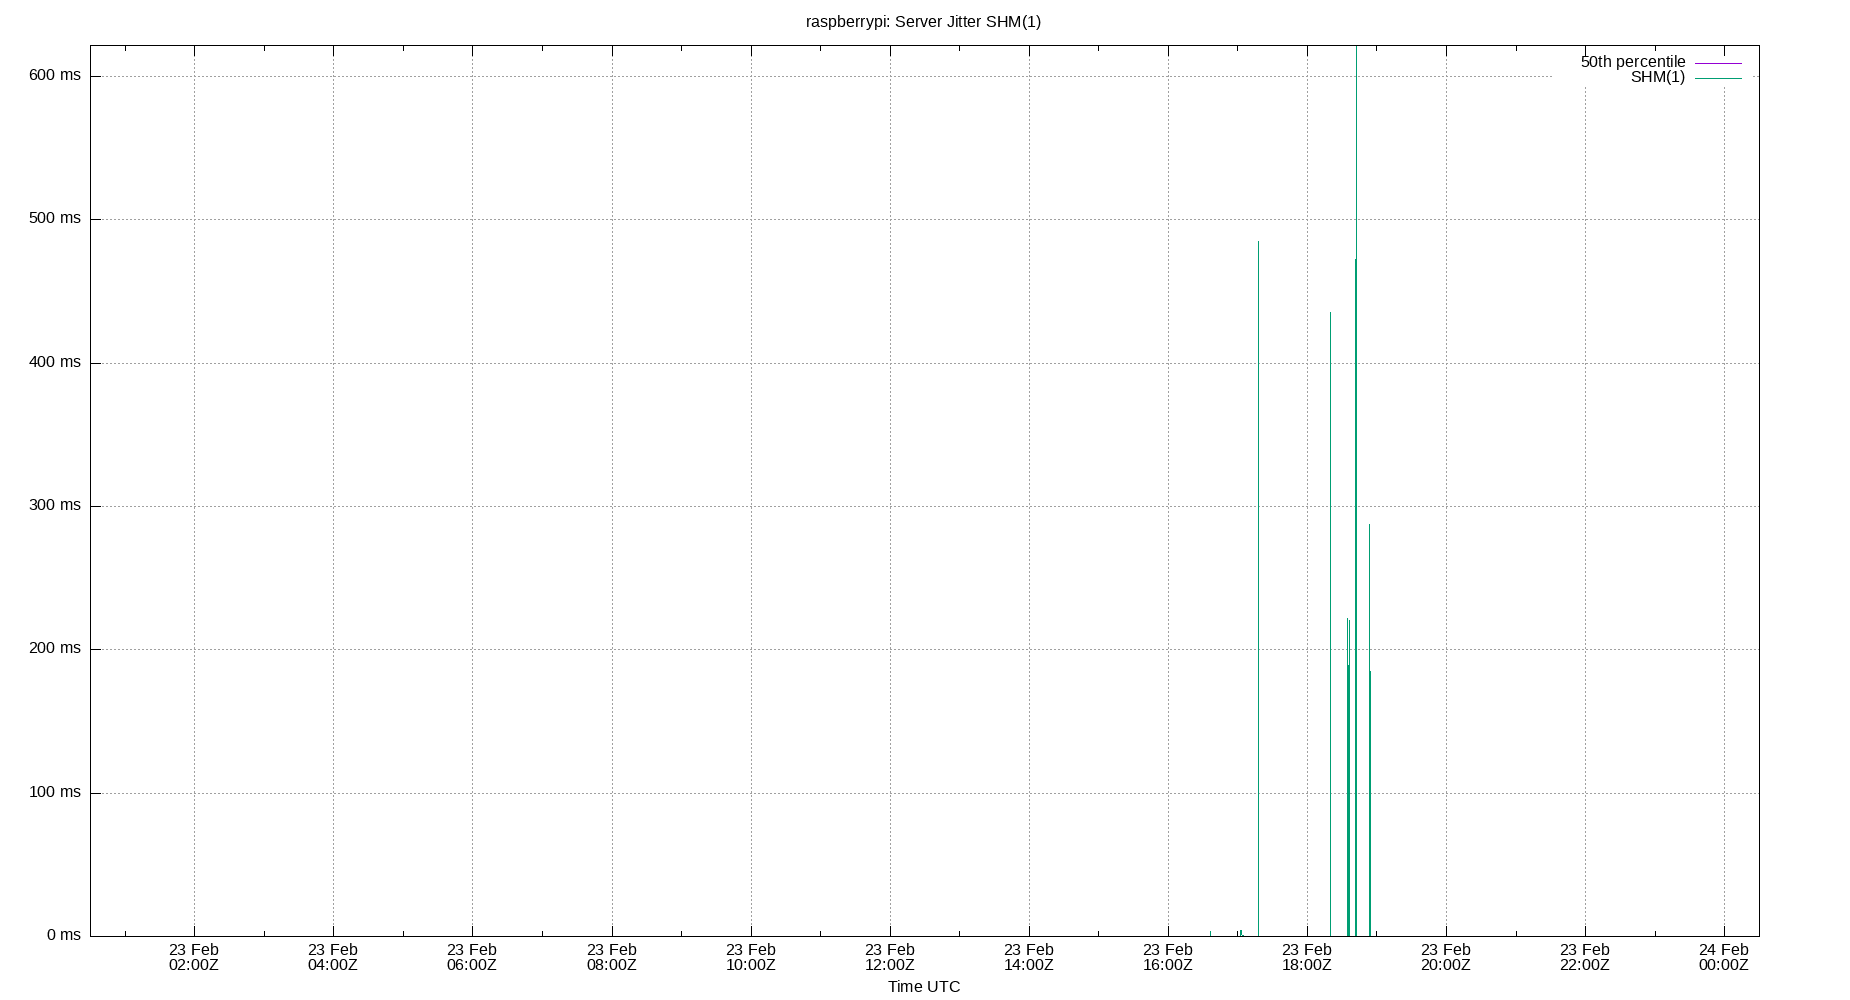 raspberrypi: Server Jitter SHM(1)
50th percentile
SHM(1)
600 ms
500 ms
400 ms
300 ms
200 ms
100 ms
0 ms
23 Feb 23 Feb 23 Feb 23 Feb 23 Feb 23 Feb 23 Feb 23 Feb 23 Feb 23 Feb 23 Feb 24 Feb
02:00Z 04:00Z 06:00Z 08:00Z 10:00Z 12:00Z 14:00Z 16:00Z 18:00Z 20:00Z 22:00Z 00:00Z
Time UTC